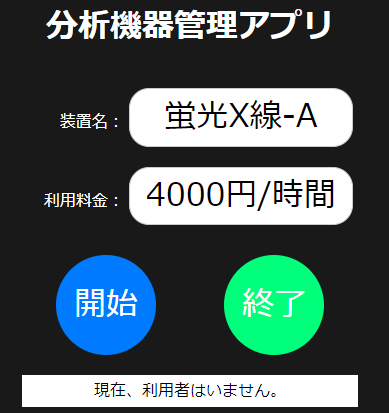 分析機器管理アプリ
装置名： 蛍光X線-A
利用料金： 4000円/時間
開始 終了
現在、利用者はいません。